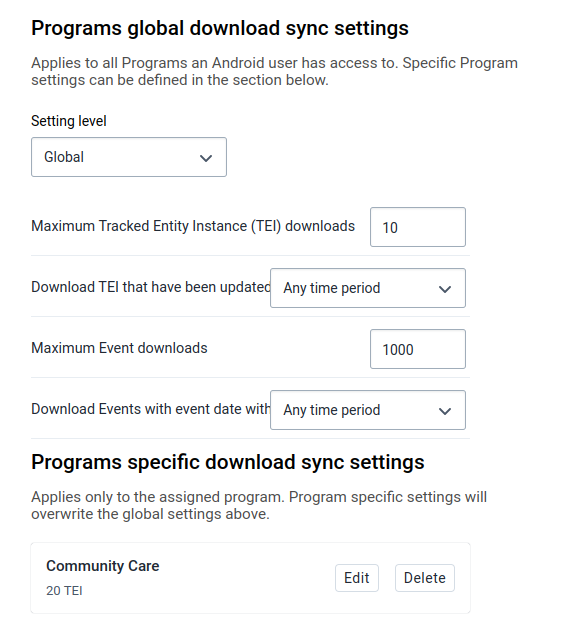 Programs global download sync settings
Applies to all Programs an Android user has access to. Specific Program
settings can be defined in the section below.
Setting level
Global
Maximum Tracked Entity Instance (TEI) downloads
10
Download TEI that have been updated
Any time period
Maximum Event downloads
1000
Download Events with event date with
Any time period
Programs specific download sync settings
Applies only to the assigned program. Program specific settings will
overwrite the global settings above.
Community Care
Edit
Delete
20 TEI